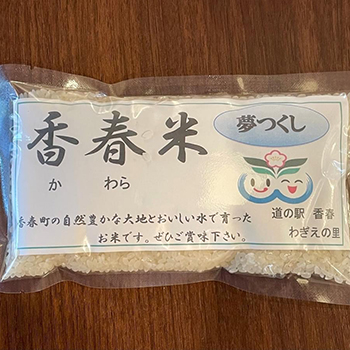 香春米
か わら
夢つくし
香春町の自然豊かな大地とおいしい水で育った
お米です。ぜひご賞味下さい。
道の駅 香春
わぎえの里